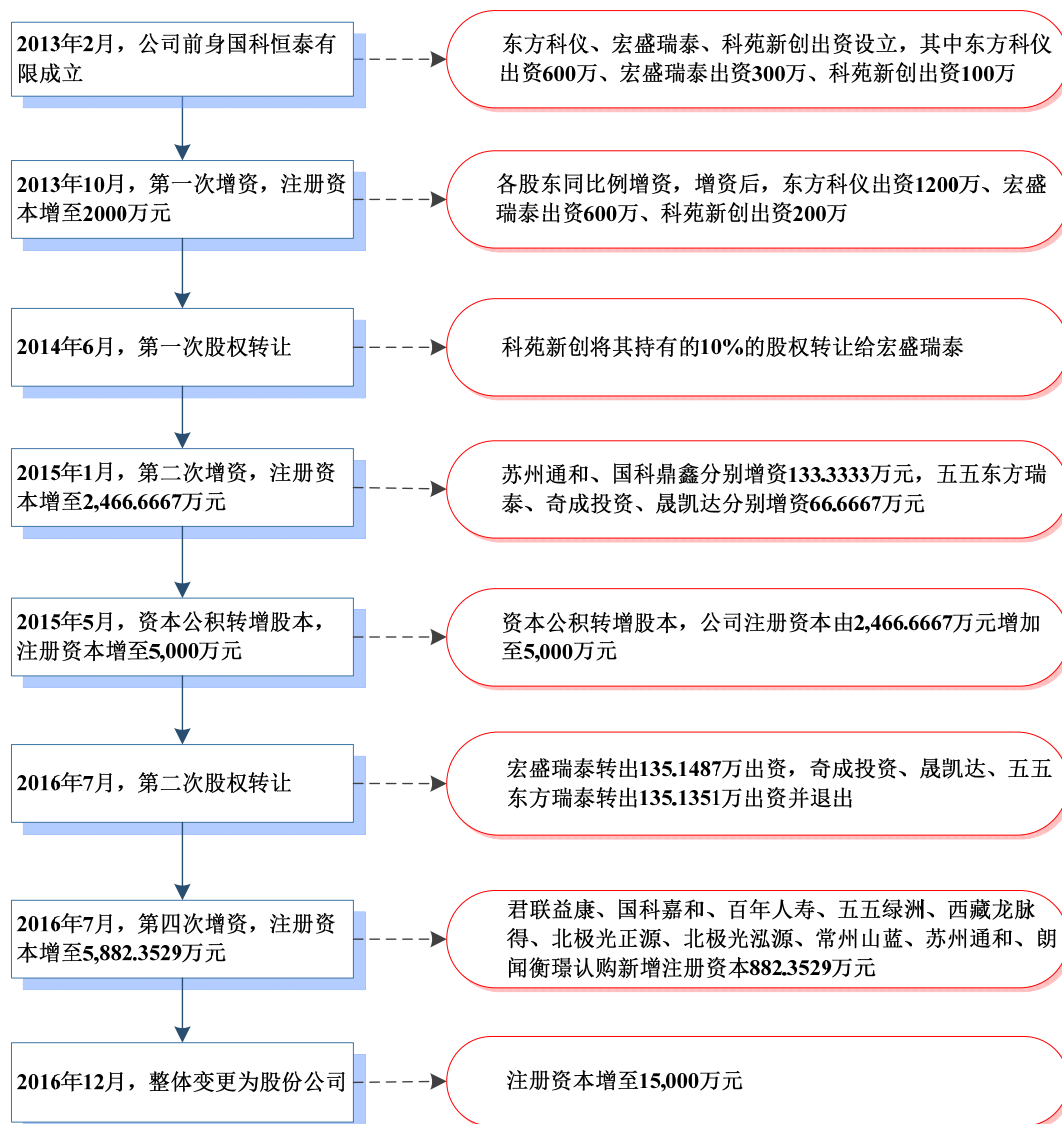 2013年2月，公司前身国科恒泰有
限成立
东方科仪、宏盛瑞泰、科苑新创出资设立，其中东方科仪
出资600万、宏盛瑞泰出资300万、科苑新创出资100万
2013年10月，第一次增资，注册资
本增至2000万元
各股东同比例增资，增资后，东方科仪出资1200万、宏盛
瑞泰出资600万、科苑新创出资200万
2014年6月，第一次股权转让
科苑新创将其持有的10%的股权转让给宏盛瑞泰
2015年1月，第二次增资，注册资
本增至2,466.6667万元
苏州通和、国科鼎鑫分别增资133.3333万元，五五东方瑞
泰、奇成投资、晟凯达分别增资66.6667万元
2015年5月，资本公积转增股本，
注册资本增至5,000万元
资本公积转增股本，公司注册资本由2,466.6667万元增加
至5,000万元
2016年7月，第二次股权转让
宏盛瑞泰转出135.1487万出资，奇成投资、晟凯达、五五
东方瑞泰转出135.1351万出资并退出
2016年7月，第四次增资，注册资
本增至5,882.3529万元
君联益康、国科嘉和、百年人寿、五五绿洲、西藏龙脉
得、北极光正源、北极光泓源、常州山蓝、苏州通和、朗
闻衡璟认购新增注册资本882.3529万元
2016年12月，整体变更为股份公司
注册资本增至15,000万元